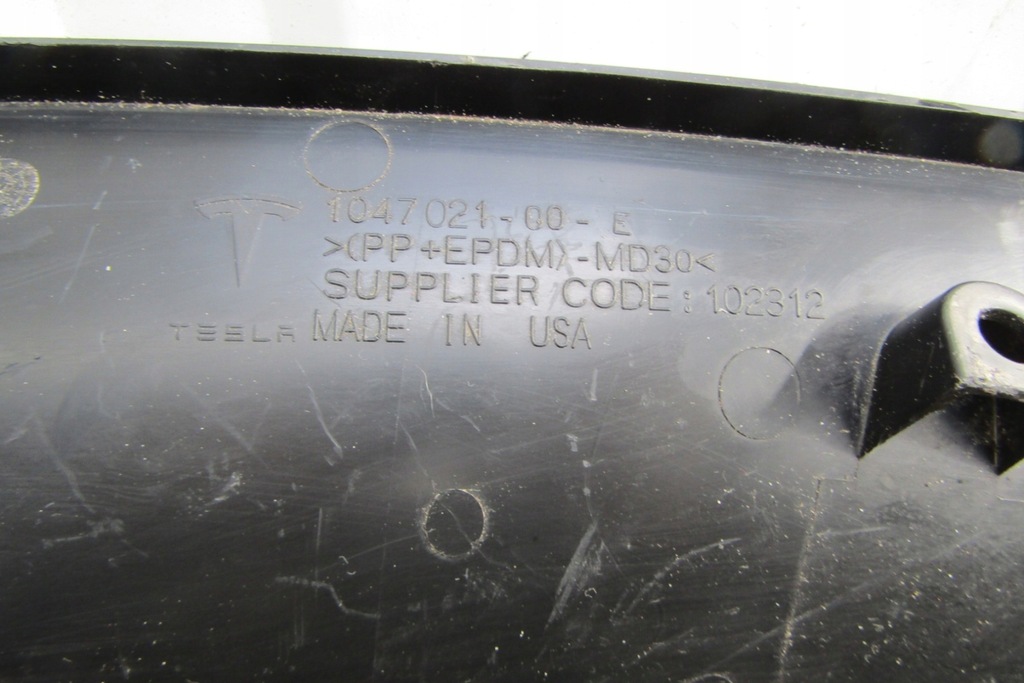 1047021-00-E
>(PP+EPDM)-MD30<
SUPPLIER CODE: 102312
TESLA MADE IN USA